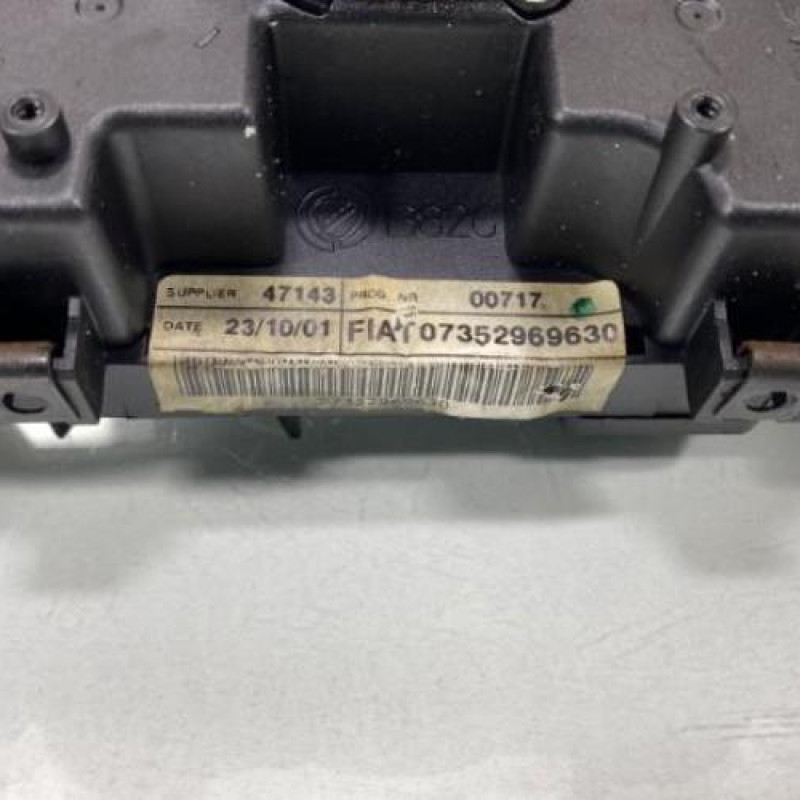 SUPPLIER 47143 PROG. NR 00717
DATE 23/10/01 FIAT 07352969630